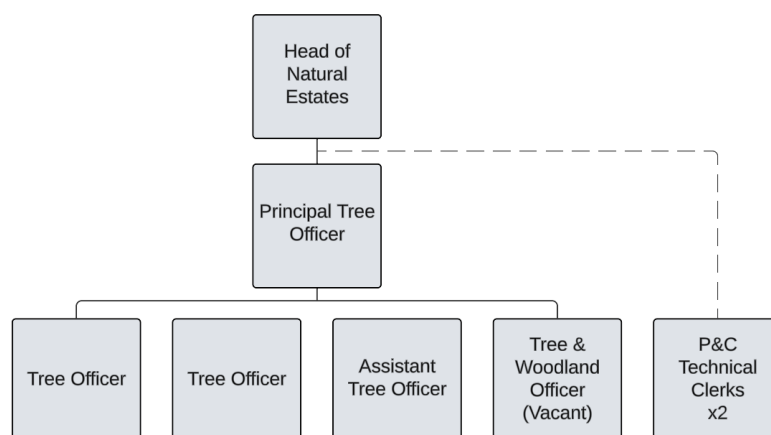 Head of
Natural
Estates
Principal Tree
Officer
Tree Officer
Tree Officer
Assistant
Tree Officer
Tree &
Woodland
Officer
(Vacant)
P&C
Technical
Clerks
x2